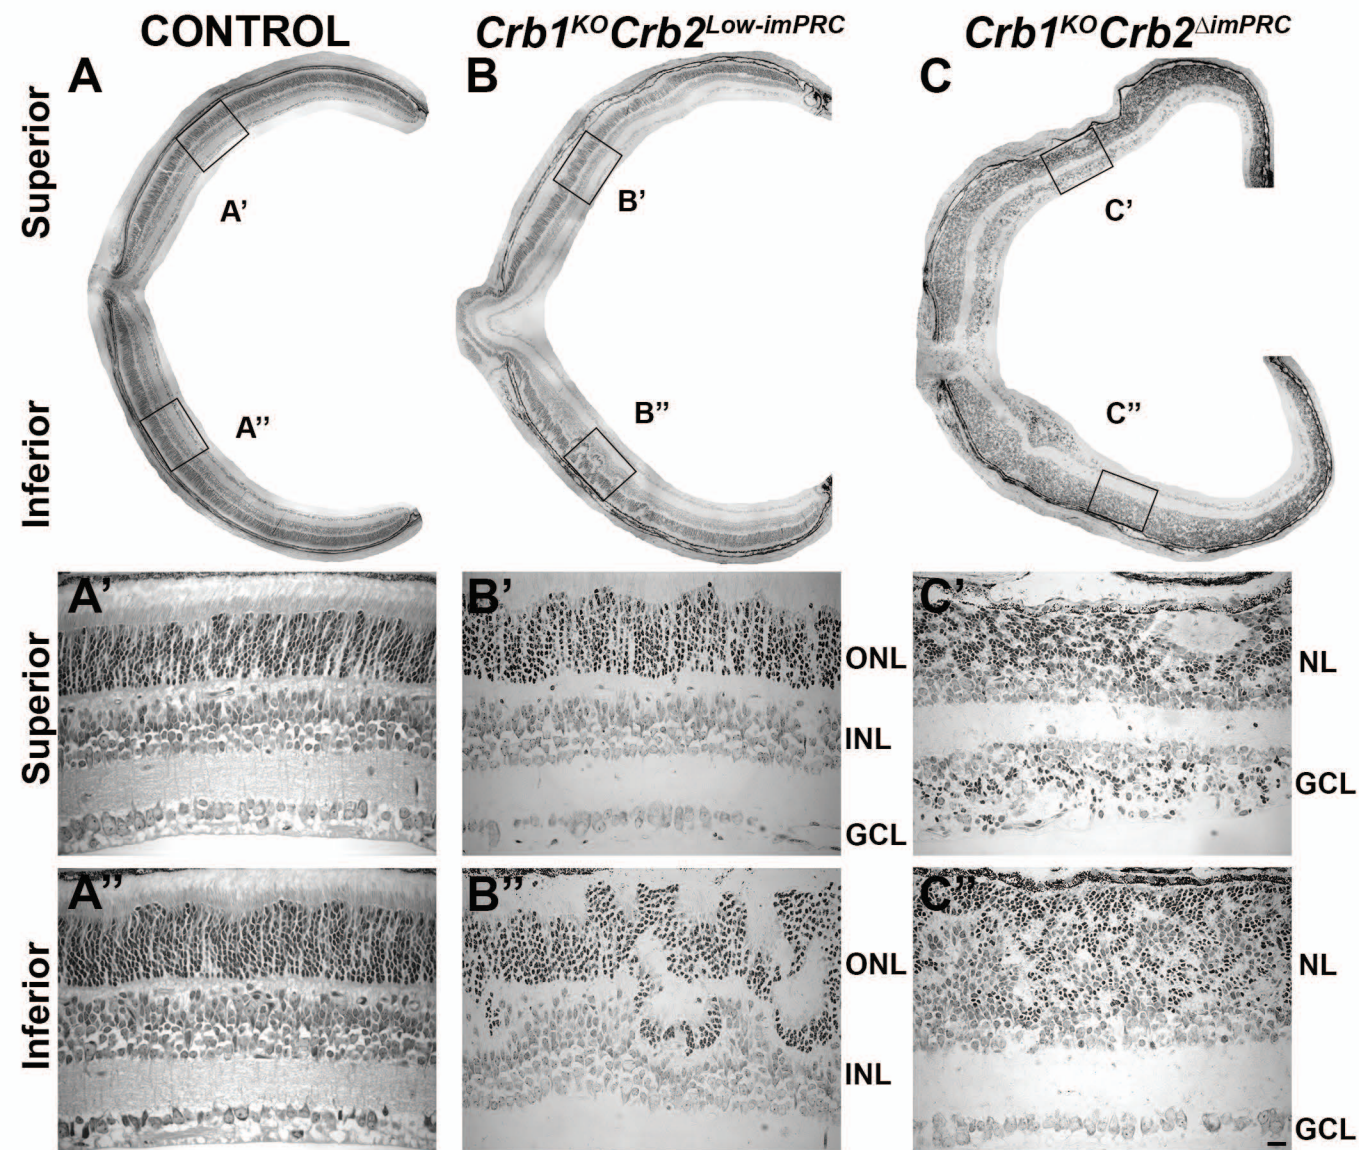 CONTROL
Crb1KOCrb2Low-imPRC
Crb1KOCrb2ΔimPRC
A
B
C
Superior
A’
B’
C’
Inferior
A’’
B’’
C’’
Superior
A’
B’
C’
ONL
INL
GCL
NL
GCL
Inferior
A’’
B’’
C’’
ONL
INL
NL
GCL